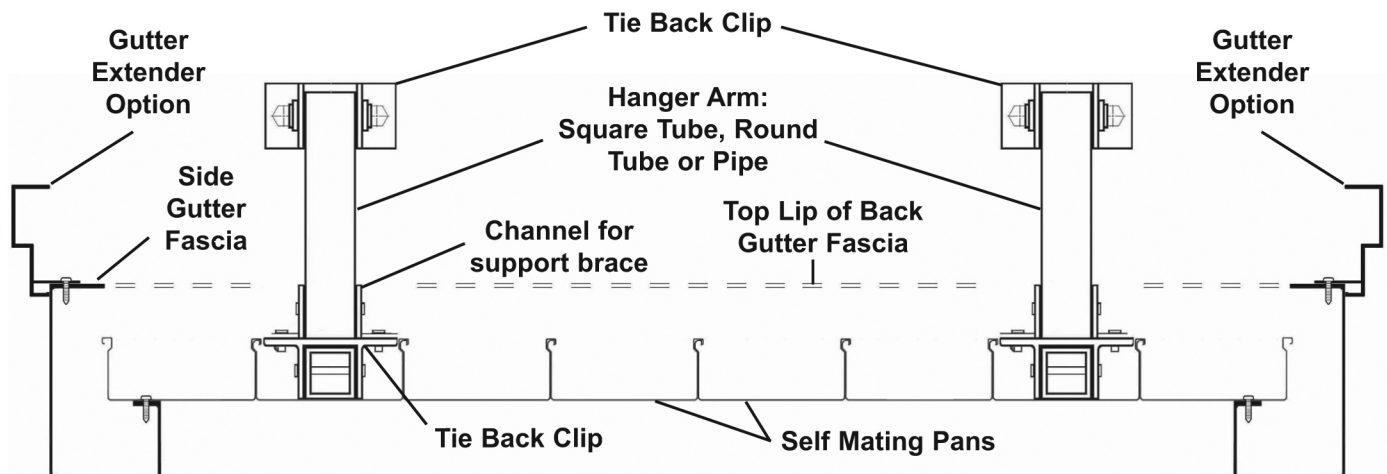 Tie Back Clip
Gutter
Extender
Option
Gutter
Extender
Option
Hanger Arm:
Square Tube, Round
Tube or Pipe
Side
Gutter
Fascia
Top Lip of Back
Gutter Fascia
Channel for
support brace
Tie Back Clip
Self Mating Pans